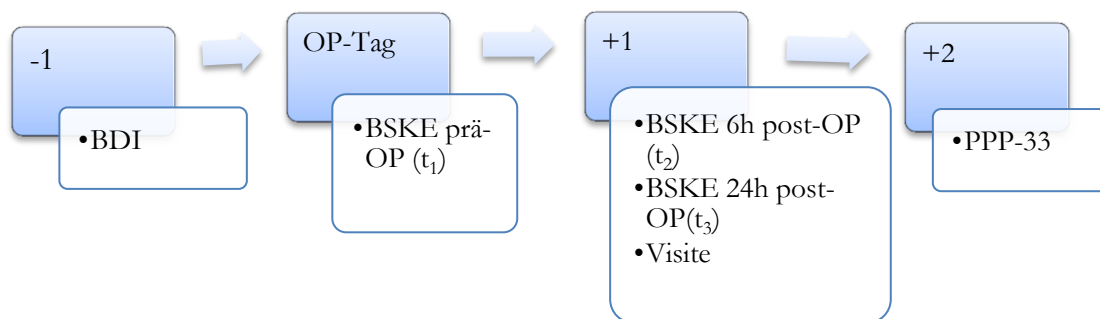 -1
•BDI
OP-Tag
•BSKE prä-
OP (t₁)
+1
•BSKE 6h post-OP
(t₂)
•BSKE 24h post-
OP(t₃)
•Visite
+2
•PPP-33